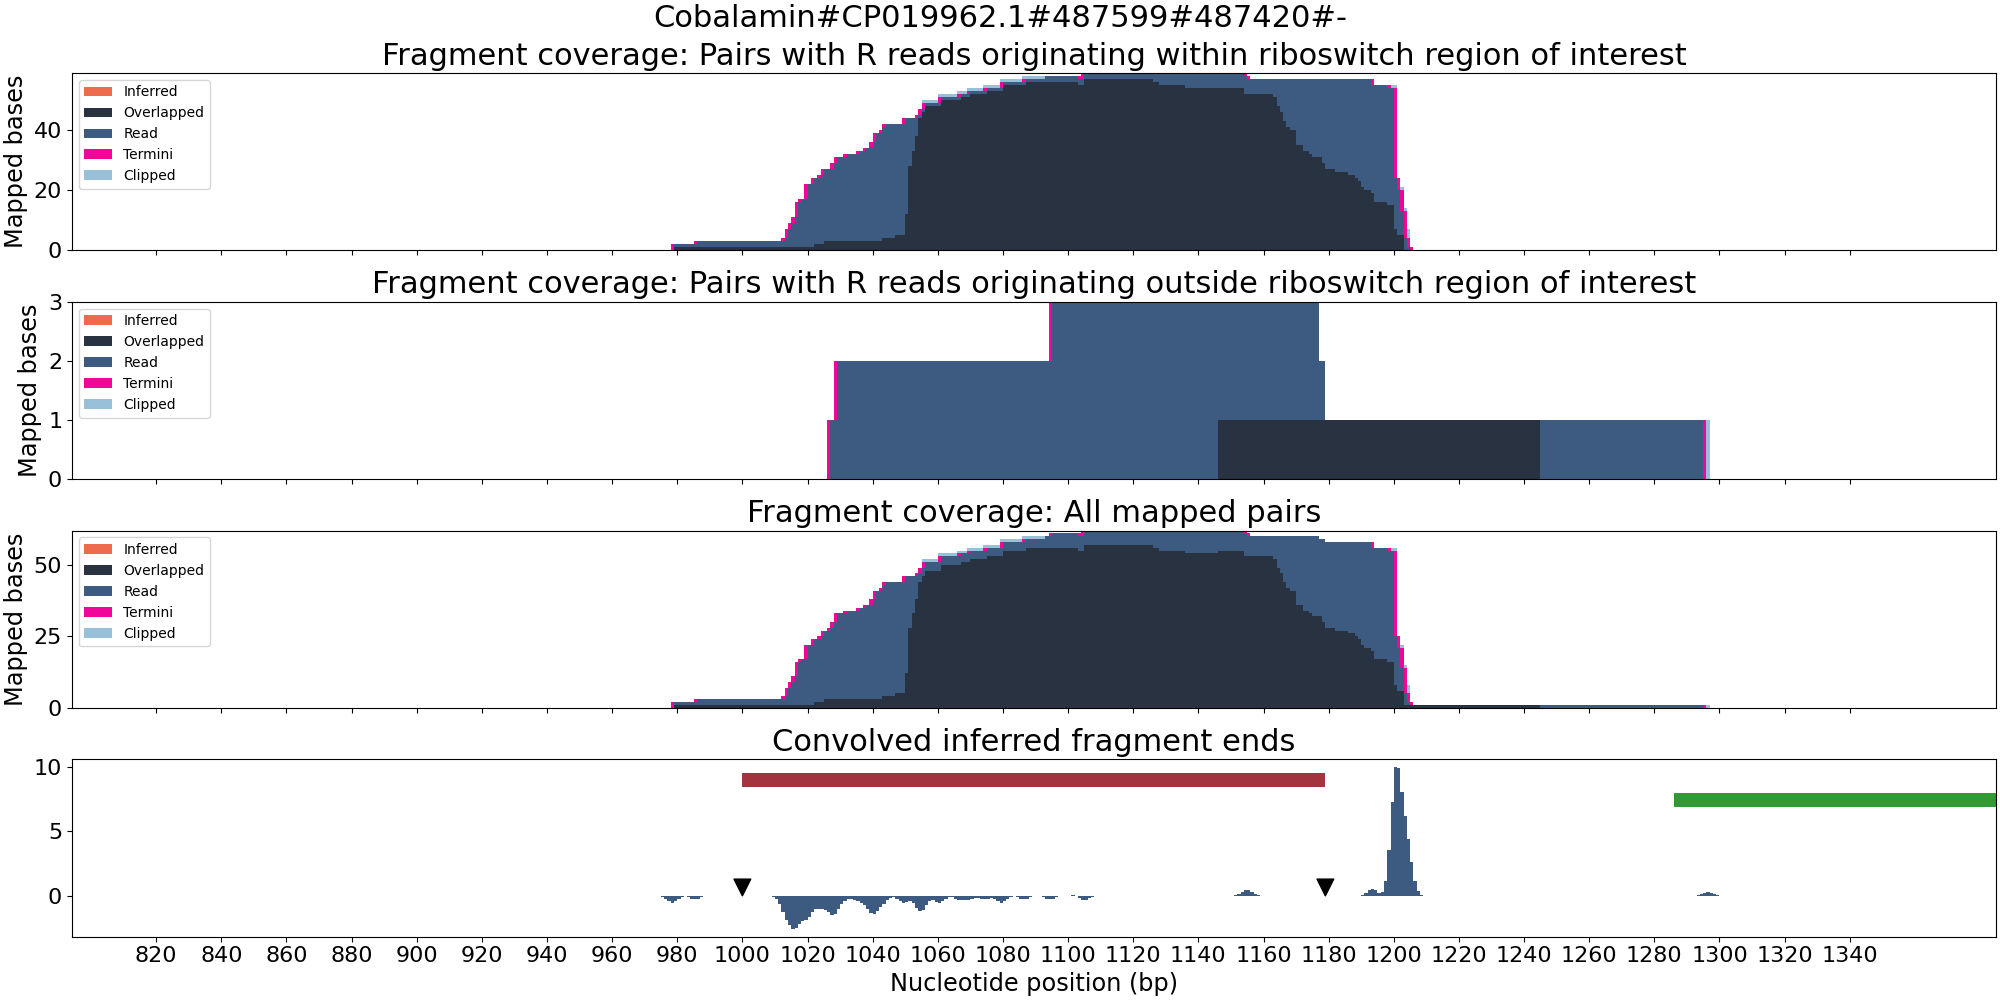 Cobalamin#CP019962.1#487599#487420#-
Fragment coverage: Pairs with R reads originating within riboswitch region of interest
Mapped bases
40
20
0
Inferred
Overlapped
Read
Termini
Clipped
Fragment coverage: Pairs with R reads originating outside riboswitch region of interest
Mapped bases
3
2
1
0
Inferred
Overlapped
Read
Termini
Clipped
Fragment coverage: All mapped pairs
Mapped bases
50
25
0
Inferred
Overlapped
Read
Termini
Clipped
Convolved inferred fragment ends
10
5
0
820 840 860 880 900 920 940 960 980 1000 1020 1040 1060 1080 1100 1120 1140 1160 1180 1200 1220 1240 1260 1280 1300 1320 1340
Nucleotide position (bp)